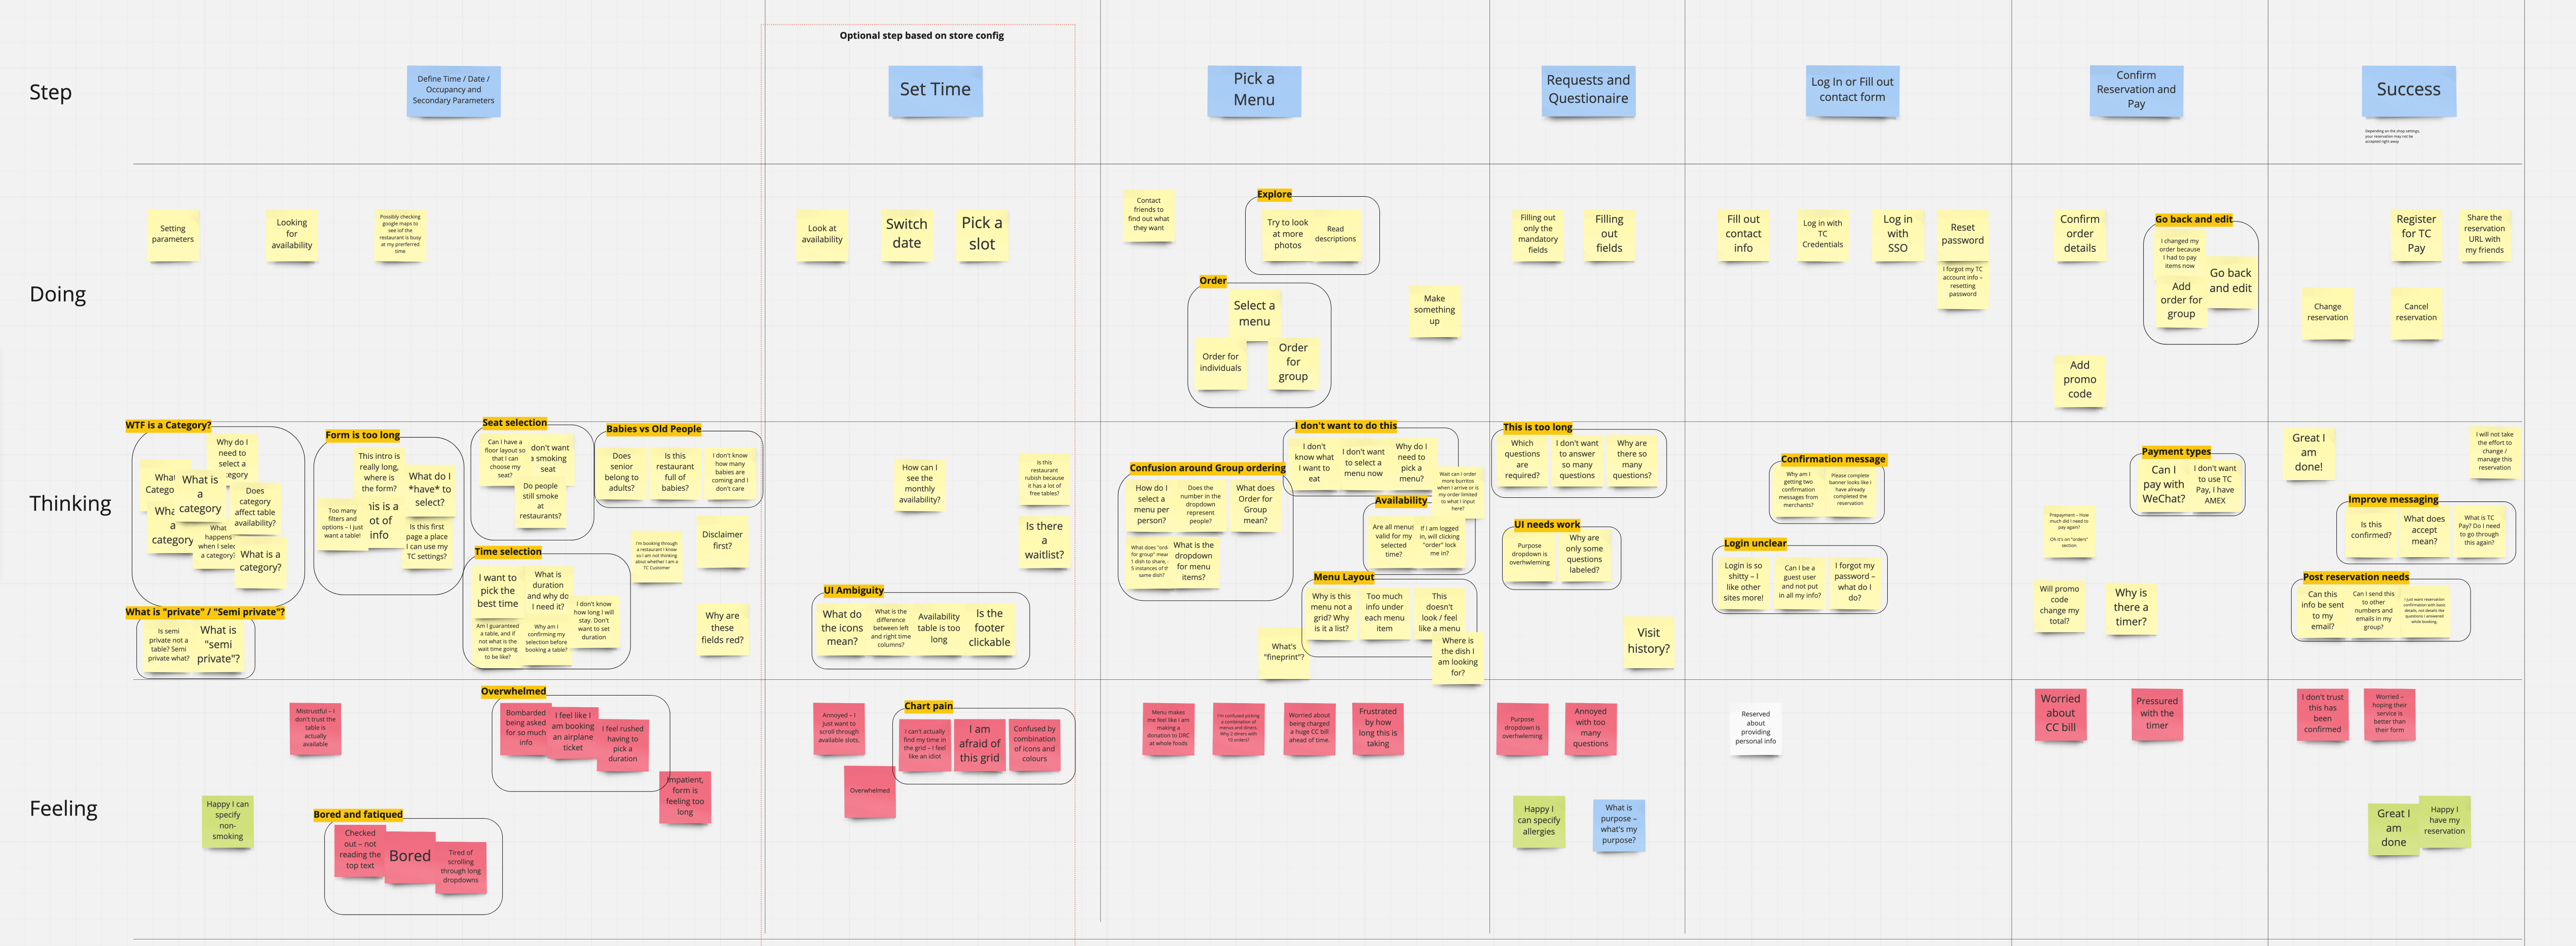 Optional step based on store config
Step
Define Time / Date /
Occupancy and
Secondary Parameters
Set Time
Pick a
Menu
Requests and
Questionaire
Log In or Fill out
contact form
Confirm
Reservation and
Pay
Success
Depending on the shop settings,
your reservation may not be
accepted right away
Doing
Setting
parameters
Looking
for
availability
Possibly checking
google maps to
see iof the
restaurant is busy
at my prerferred
time
Look at
availability
Switch
date
Pick a
slot
Contact
friends to
find out what
they want
Explore
Try to look
at more
photos
Read
descriptions
Order
Select a
menu
Order for
individuals
Order
for
group
Make
something
up
Filling out
only the
mandatory
fields
Filling
out
fields
Fill out
contact
info
Log in with
TC
Credentials
Log in
with
SSO
Reset
password
I forgot my TC
account info –
resetting
password
Confirm
order
details
Go back and edit
I changed my
order because
I had to pay
items now
Go back
and edit
Add
order for
group
Add
promo
code
Register
for TC
Pay
Share the
reservation
URL with
my friends
Change
reservation
Cancel
reservation
Thinking
WTF is a Category?
Why do I
need to
select a
What
Catego
What is
a
category
Does
category
affect table
availability?
a
category
What
happens
when I selec
a category?
What is a
category?
What is "private" / "Semi private"?
Is semi
private not a
table? Semi
private what?
What is
"semi
private"?
Form is too long
This intro is
really long,
where is
the form?
What do I
*have* to
select?
Too many
filters and
options – I just
want a table!
is is a
ot of
info
Is this first
page a place
I can use my
TC settings?
Seat selection
Can I have a
floor layout so
that I can
choose my
seat?
don't want
a smoking
seat
Do people
still smoke
at
restaurants?
Time selection
I want to
pick the
best time
What is
duration
and why do
I need it?
I don't know
how long I will
stay. Don't
want to set
duration
Am I guaranteed
a table, and if
not what is the
wait time going
to be like?
Why am I
confirming my
selection before
booking a table?
Babies vs Old People
Does
senior
belong to
adults?
Is this
restaurant
full of
babies?
I don't know
how many
babies are
coming and I
don't care
I'm booking through
a restaurant I know
so I am not thinking
about whether I am a
TC Customer
Disclaimer
first?
Why are
these
fields red?
How can I
see the
monthly
availability?
Is this
restaurant
rubish because
it has a lot of
free tables?
Is there
a
waitlist?
UI Ambiguity
What do
the icons
mean?
What is the
difference
between left
and right time
columns?
Availability
table is too
long
Is the
footer
clickable
Confusion around Group ordering
How do I
select a
menu per
person?
Does the
number in the
dropdown
represent
people?
What does
Order for
Group
mean?
What does "ord
for group" mean
1 dish to share,
5 instances of th
same dish?
What is the
dropdown
for menu
items?
I don't want to do this
I don't
know what
I want to
eat
I don't want
to select a
menu now
Why do I
need to
pick a
menu?
Wait can I order
more burritos
when I arrive or is
my order limited
to what I input
here?
Availability
Are all menus
valid for my
selected
time?
If I am logged
in, will clicking
"order" lock
me in?
Menu Layout
Why is this
menu not a
grid? Why
is it a list?
Too much
info under
each menu
item
This
doesn't
look / feel
like a menu
What's
"fineprint"?
Where is
the dish I
am looking
for?
This is too long
Which
questions
are
required?
I don't want
to answer
so many
questions
Why are
there so
many
questions?
UI needs work
Purpose
dropdown is
overwhleming
Why are
only some
questions
labeled?
Visit
history?
Confirmation message
Why am I
getting two
confirmation
messages from
merchants?
Please complete
banner looks like I
have already
completed the
reservation
Login unclear
Login is so
shitty – I
like other
sites more!
Can I be a
guest user
and not put
in all my info?
I forgot my
password –
what do I
do?
Payment types
Can I
pay with
WeChat?
I don't want
to use TC
Pay, I have
AMEX
Prepayment – How
much did I need to
pay again?
Oh it's on "orders"
section
Will promo
code
change my
total?
Why is
there a
timer?
Great I
am
done!
I will not take
the effort to
change /
manage this
reservation
Improve messaging
Is this
confirmed?
What does
accept
mean?
What is TC
Pay? Do I need
to go through
this again?
Post reservation needs
Can this
info be sent
to my
email?
Can I send this
to other
numbers and
emails in my
group?
I just want reservation
confirmation with basic
details, not details like
questions I answered
while booking
Feeling
Mistrustful – I
don't trust the
table is
actually
available
Overwhelmed
Bombarded
being asked
for so much
info
I feel like I
am booking
an airplane
ticket
I feel rushed
having to
pick a
duration
Impatient,
form is
feeling too
long
Happy I can
specify
non-
smoking
Bored and fatiqued
Checked
out – not
reading the
top text
Bored
Tired of
scrolling
through long
dropdowns
Annoyed – I
just want to
scroll through
available slots.
Overwhelmed
Chart pain
I can't actually
find my time in
the grid – I feel
like an idiot
I am
afraid of
this grid
Confused by
combination
of icons and
colours
Menu makes
me feel like I am
making a
donation to DRC
at whole foods
I'm confused picking
a combination of
menus and diners.
Why 2 diners with
10 orders?
Worried about
being charged
a huge CC bill
ahead of time.
Frustrated
by how
long this is
taking
Purpose
dropdown is
overwhleming
Annoyed
with too
many
questions
Happy I
can specify
allergies
What is
purpose –
what's my
purpose?
Reserved
about
providing
personal info
Worried
about
CC bill
Pressured
with the
timer
I don't trust
this has
been
confirmed
Worried –
hoping their
service is
better than
their form
Great I
am
done
Happy I
have my
reservation